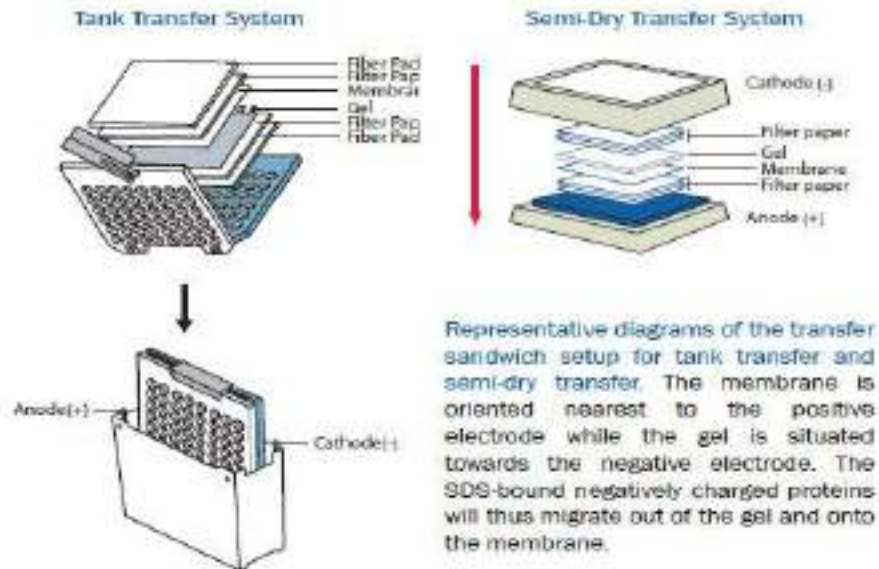 Tank Transfer System
Filter Pad
Filter Pap
Membrar
Gel
Filter Pap
Filter Pad
Anode(+)
Cathode(-)
Semi-Dry Transfer System
Cathode (-)
Filter paper
Gel
Membrane
Filter paper
Anode (+)
Representative diagrams of the transfer
sandwich setup for tank transfer and
semi-dry transfer. The membrane is
oriented nearest to the positive
electrode while the gel is situated
towards the negative electrode. The
SDS-bound negatively charged proteins
will thus migrate out of the gel and onto
the membrane.